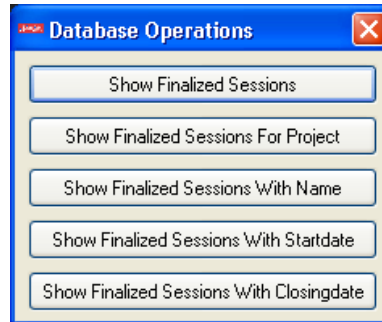 Database Operations
Show Finalized Sessions
Show Finalized Sessions For Project
Show Finalized Sessions With Name
Show Finalized Sessions With Startdate
Show Finalized Sessions With Closingdate